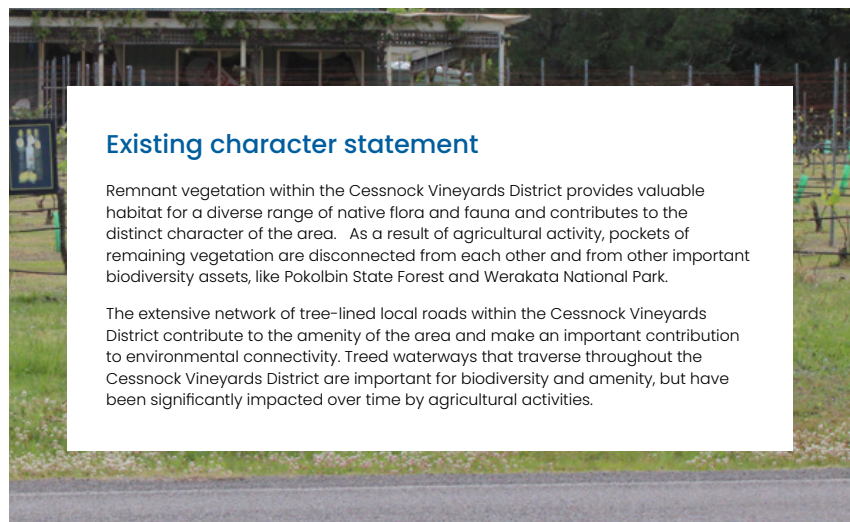 Existing character statement
Remnant vegetation within the Cessnock Vineyards District provides valuable
habitat for a diverse range of native flora and fauna and contributes to the
distinct character of the area.   As a result of agricultural activity, pockets of
remaining vegetation are disconnected from each other and from other important
biodiversity assets, like Pokolbin State Forest and Werakata National Park.
The extensive network of tree-lined local roads within the Cessnock Vineyards
District contribute to the amenity of the area and make an important contribution
to environmental connectivity. Treed waterways that traverse throughout the
Cessnock Vineyards District are important for biodiversity and amenity, but have
been significantly impacted over time by agricultural activities.